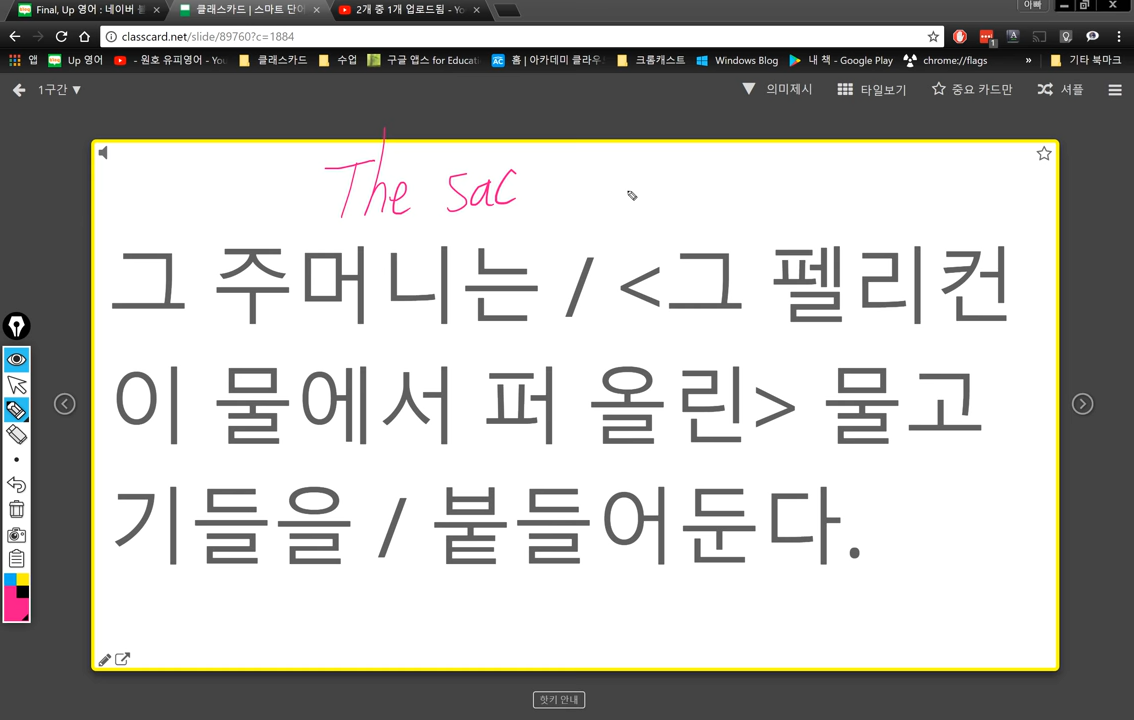 Final, Up 영어 : 네이버 블
클래스카드 | 스마트 단어
2개 중 1개 업로드됨 - Yo
아빠
classcard.net/slide/89760?c=1884
앱
Up 영어
- 원호 유피영어 - You
클래스카드
수업
구글 앱스 for Educati
홈 | 아카데미 클라우
크롬캐스트
Windows Blog
내 책 - Google Play
chrome://flags
»
기타 북마크
1구간 ▼
의미제시
타일보기
중요 카드만
셔플
The sac
그 주머니는 / <그 펠리컨
이 물에서 퍼 올린> 물고
기들을 / 붙들어둔다.
핫키 안내